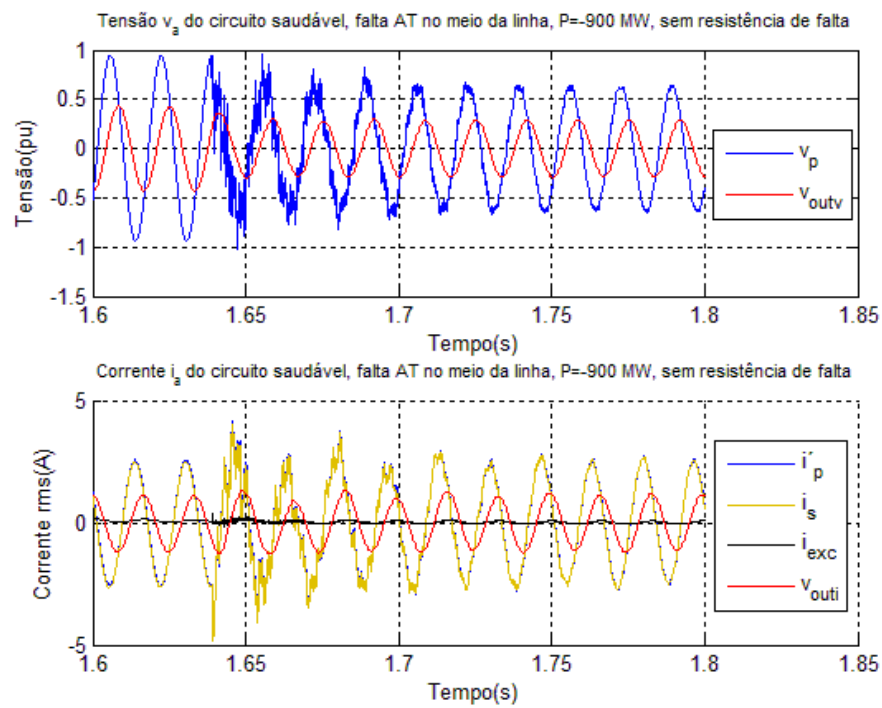 Tensão v_a do circuito saudável, falta AT no meio da linha, P=-900 MW, sem resistência de falta
1
0.5
0
-0.5
-1
-1.5
Tensão(pu)
v_p
v_outv
1.6 1.65 1.7 1.75 1.8 1.85
Tempo(s)
Corrente i_a do circuito saudável, falta AT no meio da linha, P=-900 MW, sem resistência de falta
5
0
-5
Corrente rms(A)
i´_p
i_s
i_exc
v_outi
1.6 1.65 1.7 1.75 1.8 1.85
Tempo(s)